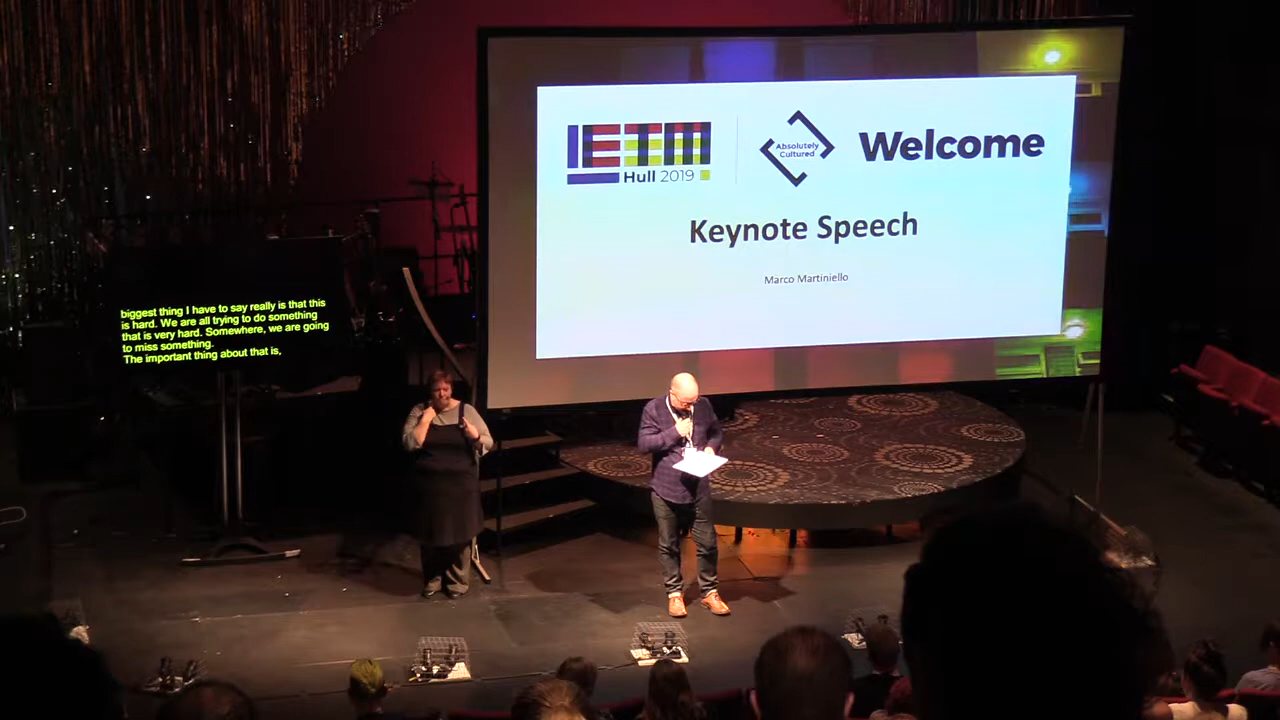 IETM
Hull 2019
Absolutely
Cultured
Welcome
Keynote Speech
Marco Martiniello
biggest thing I have to say really is that this
is hard. We are all trying to do something
that is very hard. Somewhere, we are going
to miss something.
The important thing about that is,